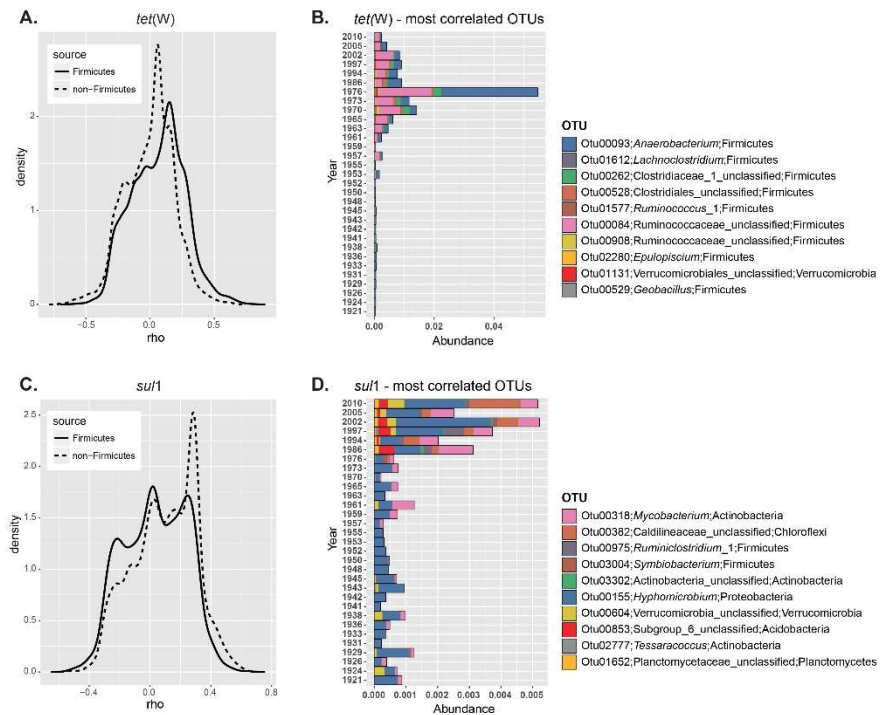 A.
tet(W)
source
Firmicutes
non-Firmicutes
density
2
1
0
−0.5
0.0
0.5
rho
B.
tet(W) - most correlated OTUs
Year
2010
2005
2002
1997
1994
1986
1976
1973
1970
1965
1963
1961
1959
1957
1955
1953
1952
1950
1948
1945
1943
1942
1941
1938
1936
1933
1931
1929
1926
1924
1921
0.00
0.02
0.04
Abundance
OTU
Otu00093;Anaerobacterium;Firmicutes
Otu01612;Lachnoclostridium;Firmicutes
Otu00262;Clostridiaceae_1_unclassified;Firmicutes
Otu00528;Clostridiales_unclassified;Firmicutes
Otu01577;Ruminococcus_1;Firmicutes
Otu00084;Ruminococcaceae_unclassified;Firmicutes
Otu00908;Ruminococcaceae_unclassified;Firmicutes
Otu02280;Epulopiscium;Firmicutes
Otu01131;Verrucomicrobiales_unclassified;Verrucomicrobia
Otu00529;Geobacillus;Firmicutes
C.
sul1
source
Firmicutes
non-Firmicutes
density
2.5
2.0
1.5
1.0
0.5
0.0
−0.4
0.0
0.4
0.8
rho
D.
sul1 - most correlated OTUs
Year
2010
2005
2002
1997
1994
1986
1976
1973
1970
1965
1963
1961
1959
1957
1955
1953
1952
1950
1948
1945
1943
1942
1941
1938
1936
1933
1931
1929
1926
1924
1921
0.000
0.001
0.002
0.003
0.004
0.005
Abundance
OTU
Otu00318;Mycobacterium;Actinobacteria
Otu00382;Caldilineaceae_unclassified;Chloroflexi
Otu00975;Ruminiclostridium_1;Firmicutes
Otu03004;Symbiobacterium;Firmicutes
Otu03302;Actinobacteria_unclassified;Actinobacteria
Otu00155;Hyphomicrobium;Proteobacteria
Otu00604;Verrucomicrobia_unclassified;Verrucomicrobia
Otu00853;Subgroup_6_unclassified;Acidobacteria
Otu02777;Tessaracoccus;Actinobacteria
Otu01652;Planctomycetaceae_unclassified;Planctomycetes